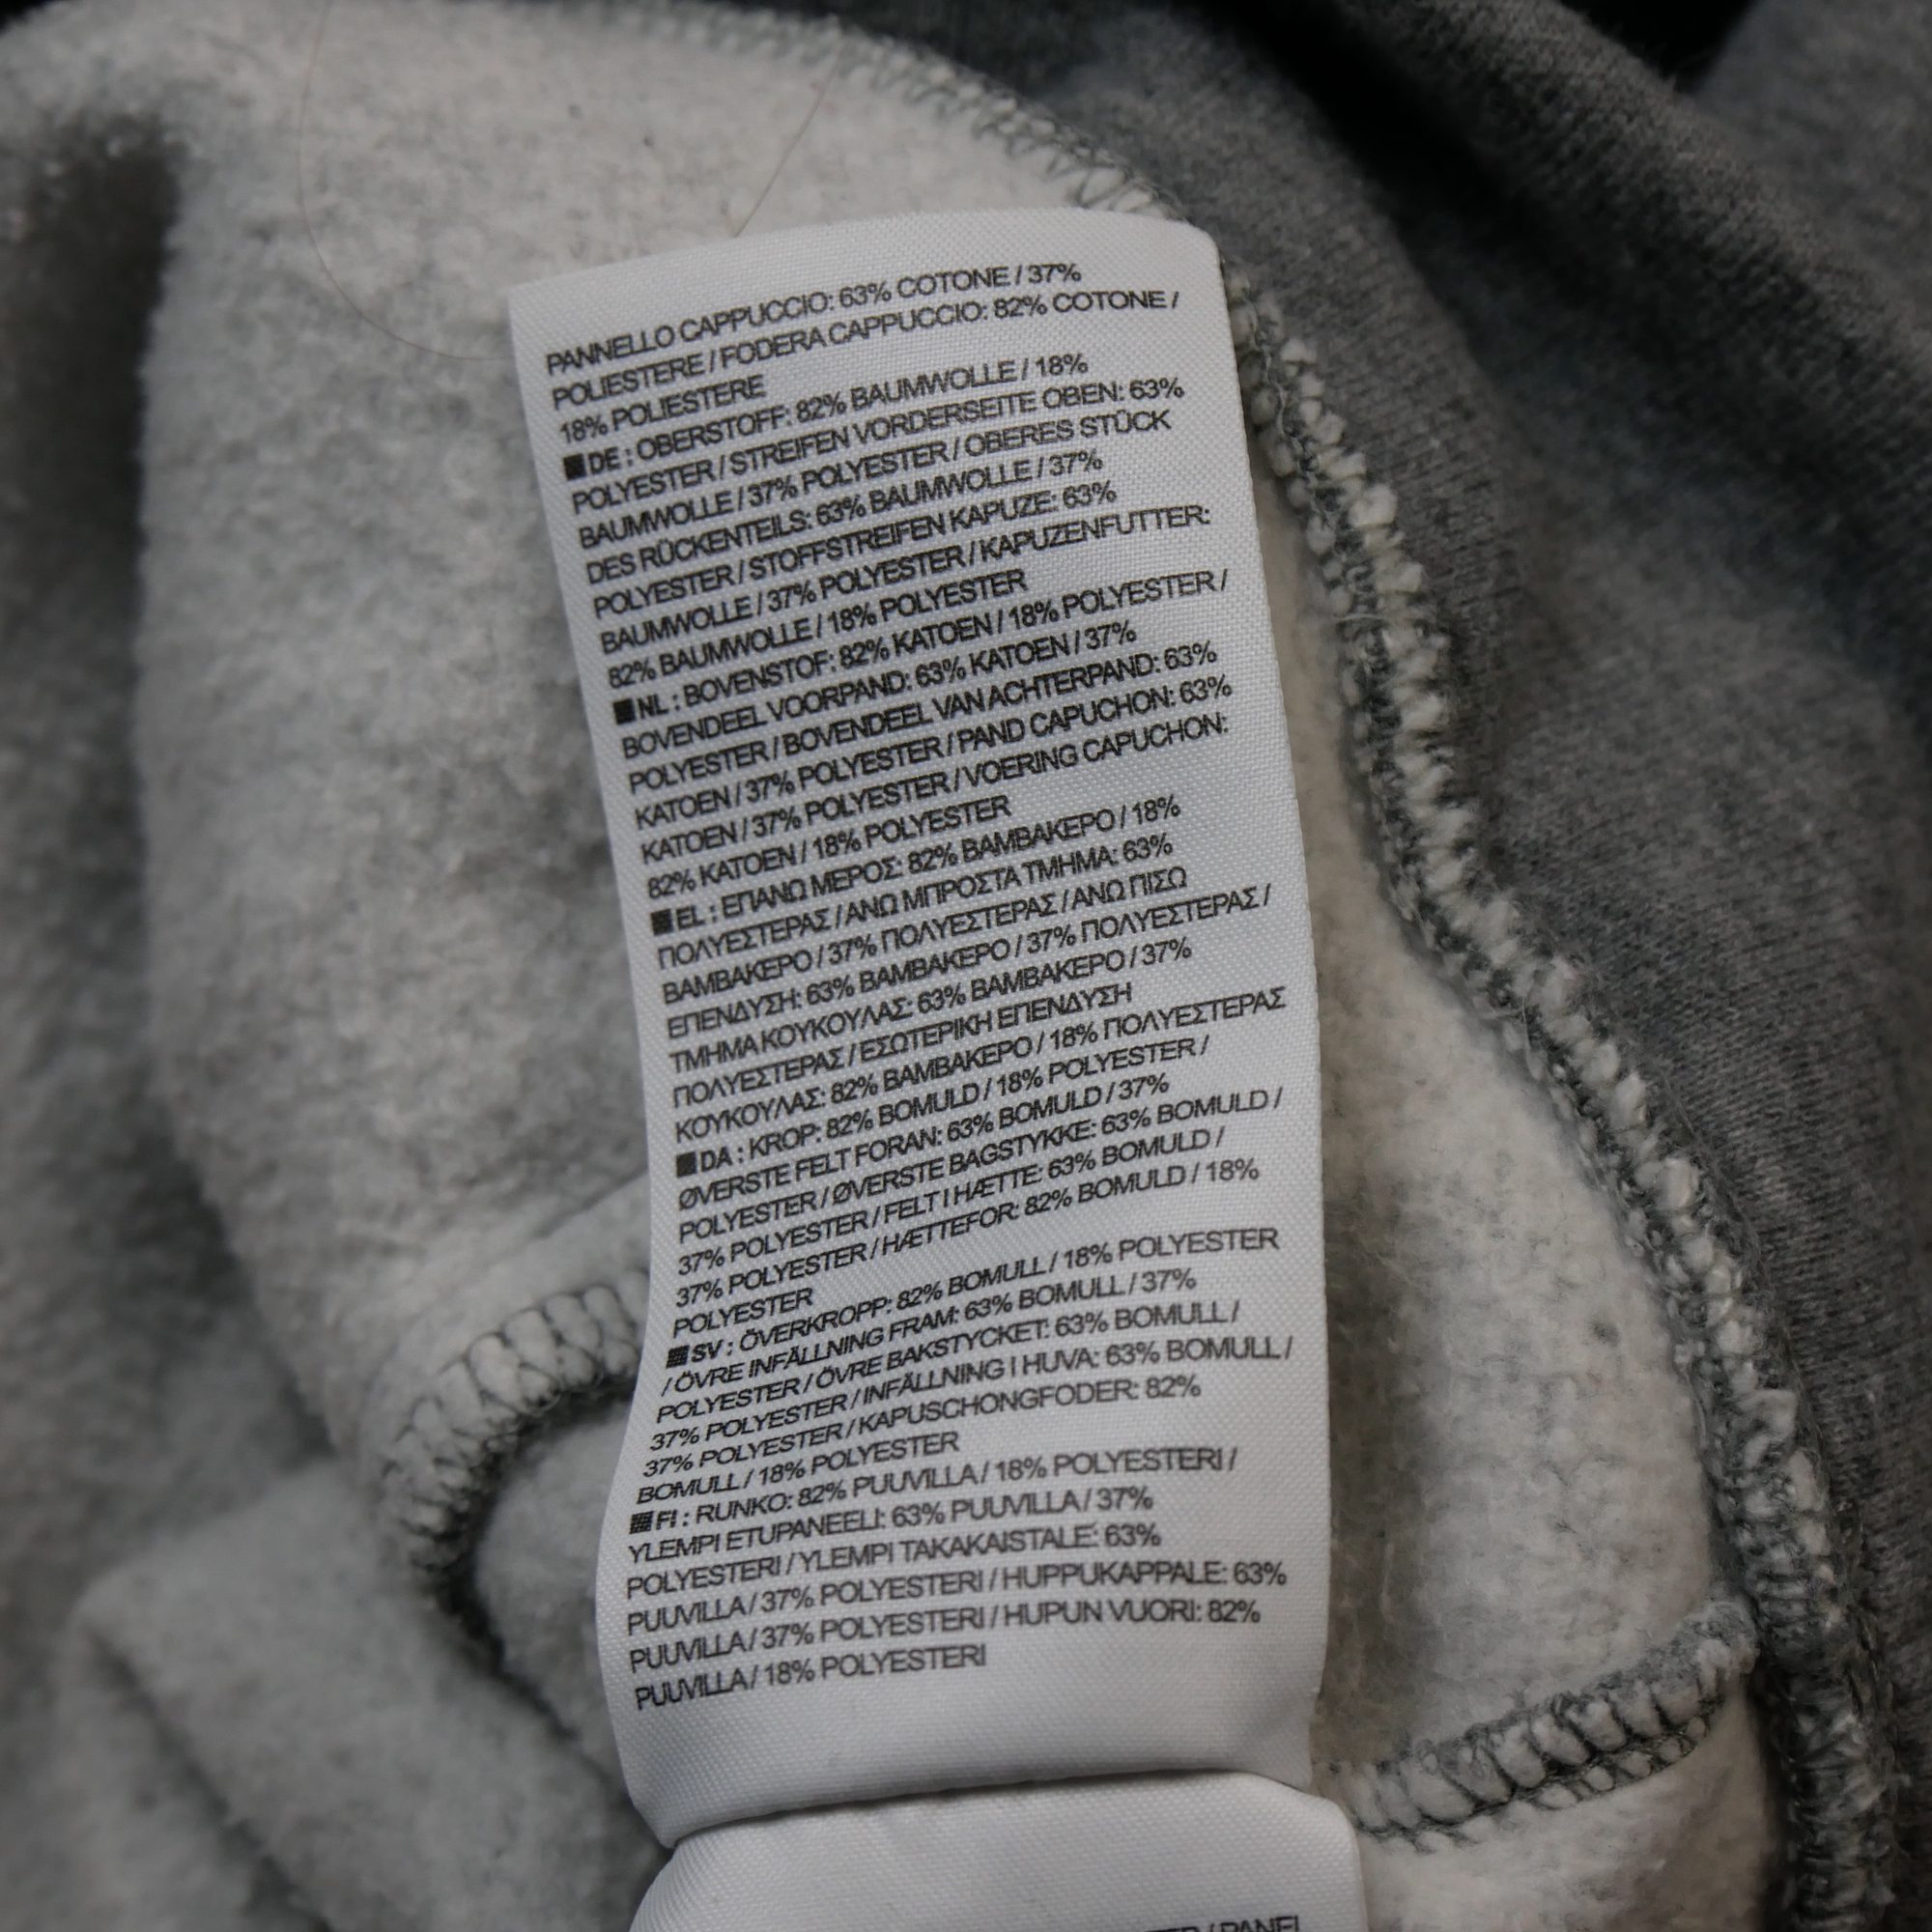 PANNELLO CAPPUCCIO: 63% COTONE / 37%
POLIESTERE / FODERA CAPPUCCIO: 82% COTONE /
18% POLIESTERE
DE : OBERSTOFF: 82% BAUMWOLLE / 18%
POLYESTER / STREIFEN VORDERSEITE OBEN: 63%
BAUMWOLLE / 37% POLYESTER / OBERES STÜCK
DES RÜCKENTEILS: 63% BAUMWOLLE / 37%
POLYESTER / STOFFSTREIFEN KAPUZE: 63%
BAUMWOLLE / 37% POLYESTER / KAPUZENFUTTER:
82% BAUMWOLLE / 18% POLYESTER
NL : BOVENSTOF: 82% KATOEN / 18% POLYESTER /
BOVENDEEL VOORPAND: 63% KATOEN / 37%
POLYESTER / BOVENDEEL VAN ACHTERPAND: 63%
KATOEN / 37% POLYESTER / PAND CAPUCHON: 63%
KATOEN / 37% POLYESTER / VOERING CAPUCHON:
82% KATOEN / 18% POLYESTER
EL : ΕΠΑΝΩ ΜΕΡΟΣ: 82% ΒΑΜΒΑΚΕΡΟ / 18%
ΠΟΛΥΕΣΤΕΡΑΣ / ΑΝΩ ΜΠΡΟΣΤΑ ΤΜΗΜΑ: 63%
ΒΑΜΒΑΚΕΡΟ / 37% ΠΟΛΥΕΣΤΕΡΑΣ / ΑΝΩ ΠΙΣΩ
ΕΠΕΝΔΥΣΗ: 63% ΒΑΜΒΑΚΕΡΟ / 37% ΠΟΛΥΕΣΤΕΡΑΣ /
ΤΜΗΜΑ ΚΟΥΚΟΥΛΑΣ: 63% ΒΑΜΒΑΚΕΡΟ / 37%
ΠΟΛΥΕΣΤΕΡΑΣ / ΕΣΩΤΕΡΙΚΗ ΕΠΕΝΔΥΣΗ
ΚΟΥΚΟΥΛΑΣ: 82% ΒΑΜΒΑΚΕΡΟ / 18% ΠΟΛΥΕΣΤΕΡΑΣ
DA : KROP: 82% BOMULD / 18% POLYESTER /
ØVERSTE FELT FORAN: 63% BOMULD / 37%
POLYESTER / ØVERSTE BAGSTYKKE: 63% BOMULD /
37% POLYESTER / FELT I HÆTTE: 63% BOMULD /
37% POLYESTER / HÆTTEFOR: 82% BOMULD / 18%
POLYESTER
SV : ÖVERKROPP: 82% BOMULL / 18% POLYESTER
/ ÖVRE INFÄLLNING FRAM: 63% BOMULL / 37%
POLYESTER / ÖVRE BAKSTYCKET: 63% BOMULL /
37% POLYESTER / INFÄLLNING I HUVA: 63% BOMULL /
37% POLYESTER / KAPUSCHONGFODER: 82%
BOMULL / 18% POLYESTER
FI : RUNKO: 82% PUUVILLA / 18% POLYESTERI /
YLEMPI ETUPANEELI: 63% PUUVILLA / 37%
POLYESTERI / YLEMPI TAKAKAISTALE: 63%
PUUVILLA / 37% POLYESTERI / HUPPUKAPPALE: 63%
PUUVILLA / 37% POLYESTERI / HUPUN VUORI: 82%
PUUVILLA / 18% POLYESTERI